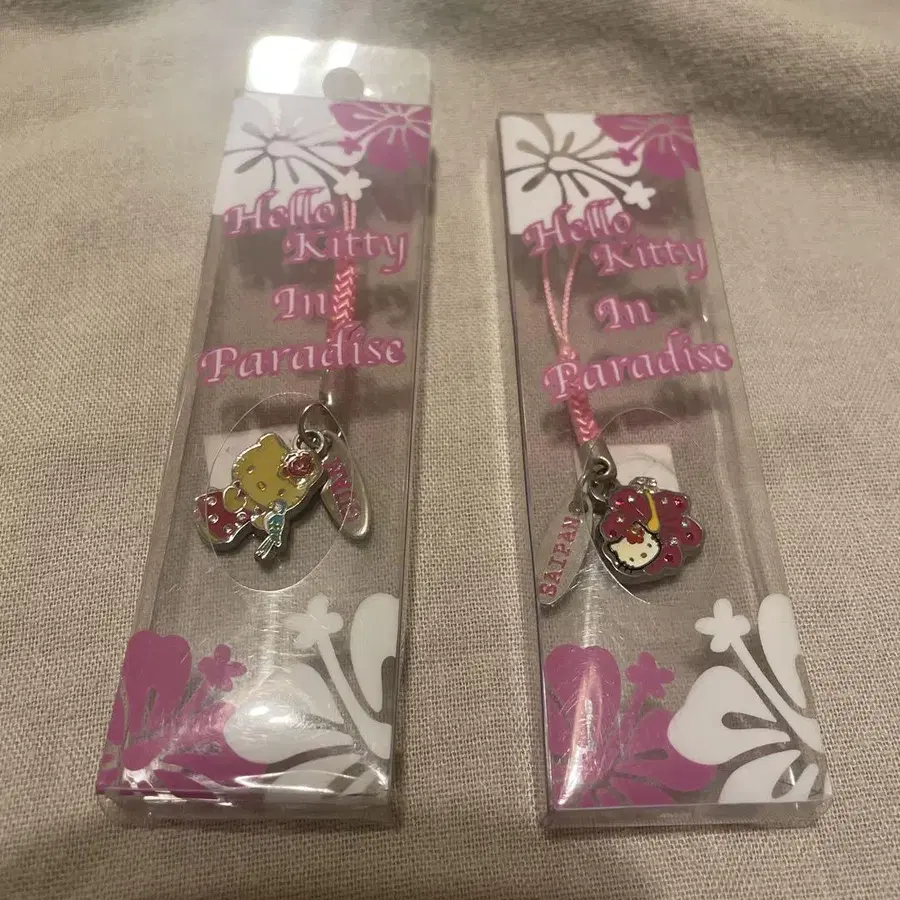 Hello
Kitty
In
Paradise
Hello
Kitty
In
Paradise
SAIPAN